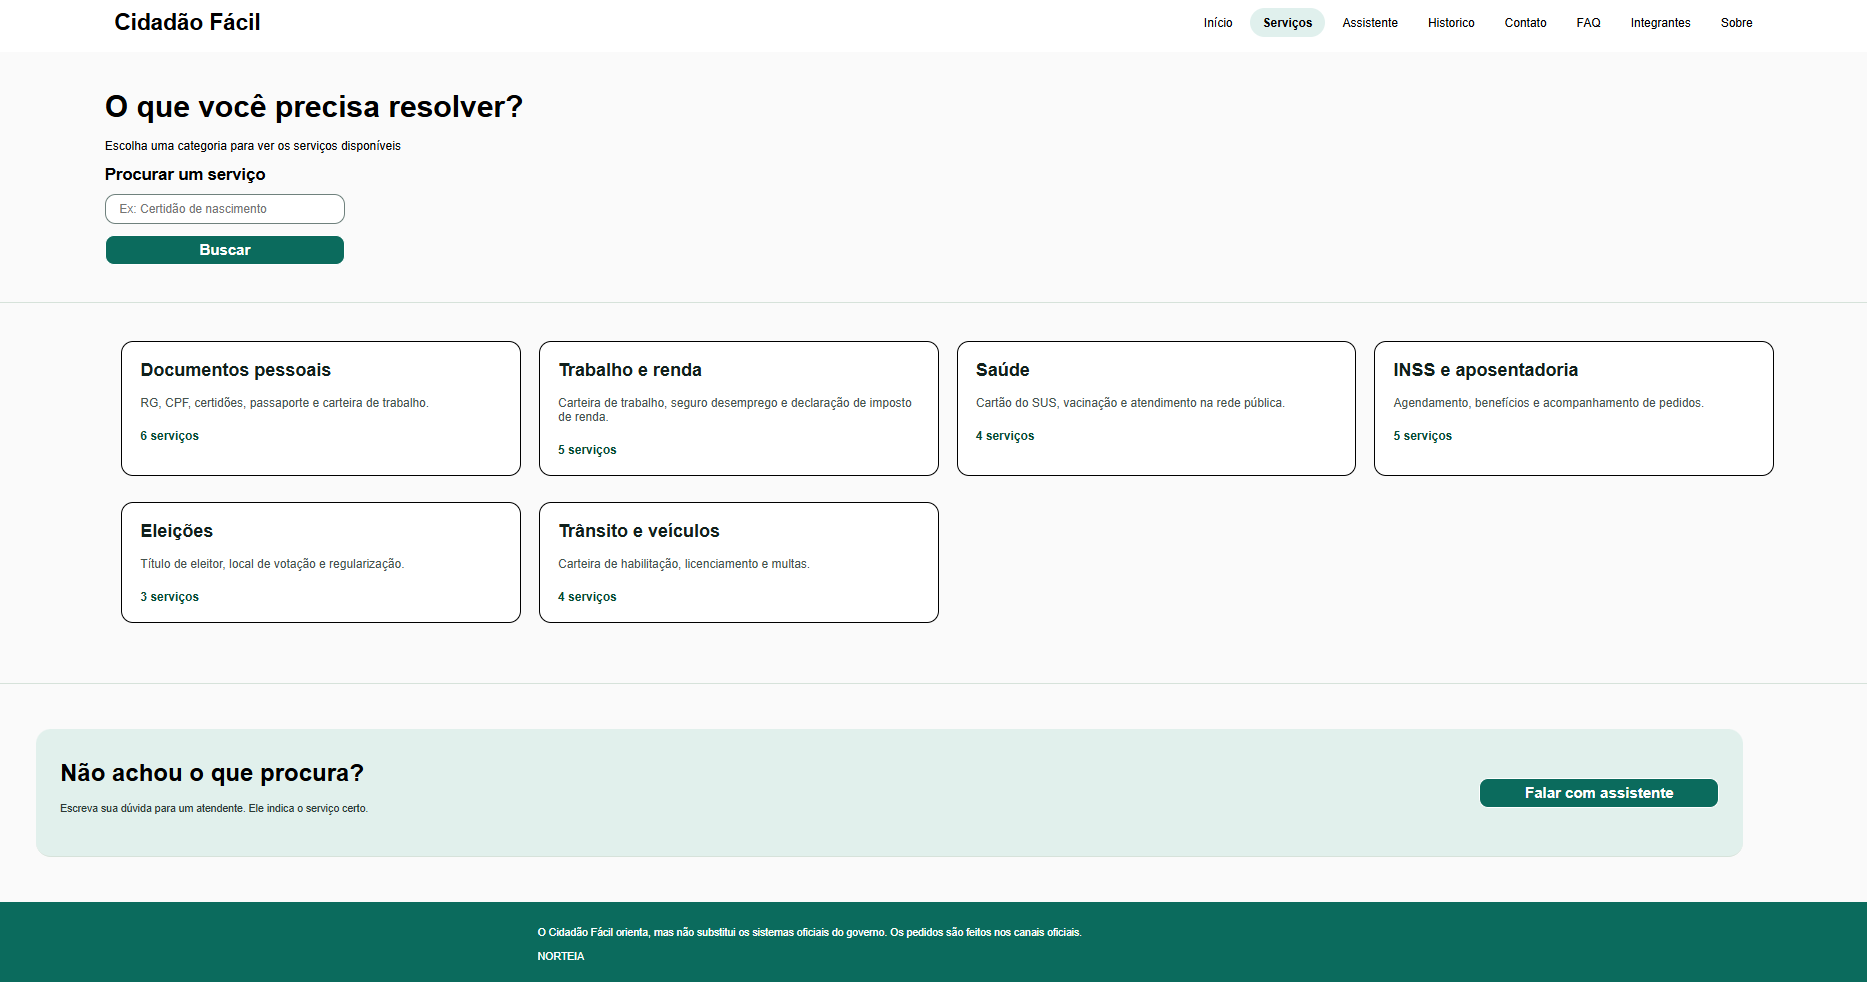 Cidadão Fácil
Início
Serviços
Assistente
Historico
Contato
FAQ
Integrantes
Sobre
O que você precisa resolver?
Escolha uma categoria para ver os serviços disponíveis
Procurar um serviço
Ex: Certidão de nascimento
Buscar
Documentos pessoais
RG, CPF, certidões, passaporte e carteira de trabalho.
6 serviços
Trabalho e renda
Carteira de trabalho, seguro desemprego e declaração de imposto
de renda.
5 serviços
Saúde
Cartão do SUS, vacinação e atendimento na rede pública.
4 serviços
INSS e aposentadoria
Agendamento, benefícios e acompanhamento de pedidos.
5 serviços
Eleições
Título de eleitor, local de votação e regularização.
3 serviços
Trânsito e veículos
Carteira de habilitação, licenciamento e multas.
4 serviços
Não achou o que procura?
Escreva sua dúvida para um atendente. Ele indica o serviço certo.
Falar com assistente
O Cidadão Fácil orienta, mas não substitui os sistemas oficiais do governo. Os pedidos são feitos nos canais oficiais.
NORTEIA